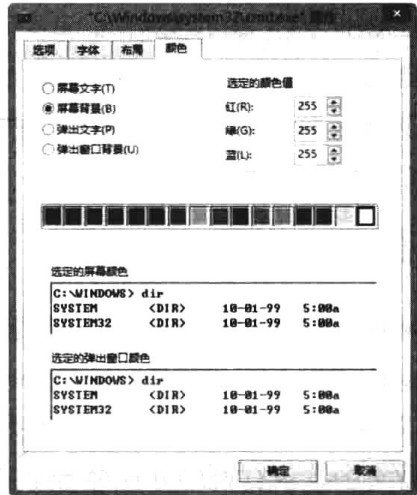 "C:\Windows\system32\cmd.exe" 属性
选项 字体 布局 颜色
屏幕文字(T)
屏幕背景(B)
弹出文字(P)
弹出窗口背景(U)
选定的颜色值
红(R): 255
绿(G): 255
蓝(L): 255
选定的屏幕颜色
C:\WINDOWS> dir
SYSTEM <DIR> 10-01-99 5:00a
SYSTEM32 <DIR> 10-01-99 5:00a
选定的弹出窗口颜色
C:\WINDOWS> dir
SYSTEM <DIR> 10-01-99 5:00a
SYSTEM32 <DIR> 10-01-99 5:00a
确定 取消